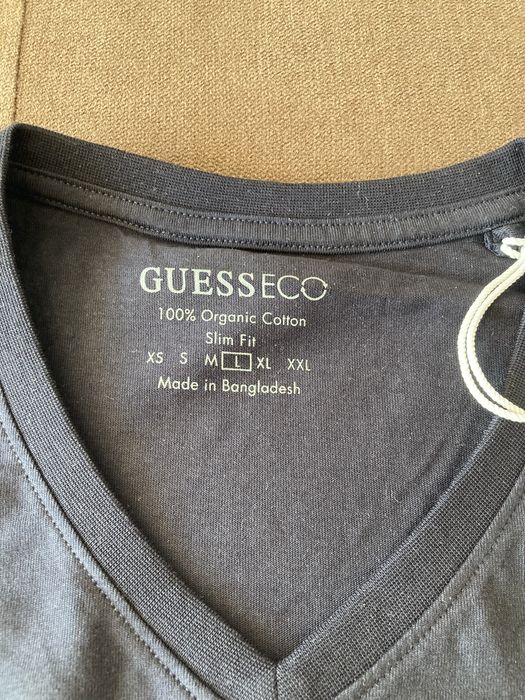 GUESSECO
100% Organic Cotton
Slim Fit
XS S M L XL XXL
Made in Bangladesh